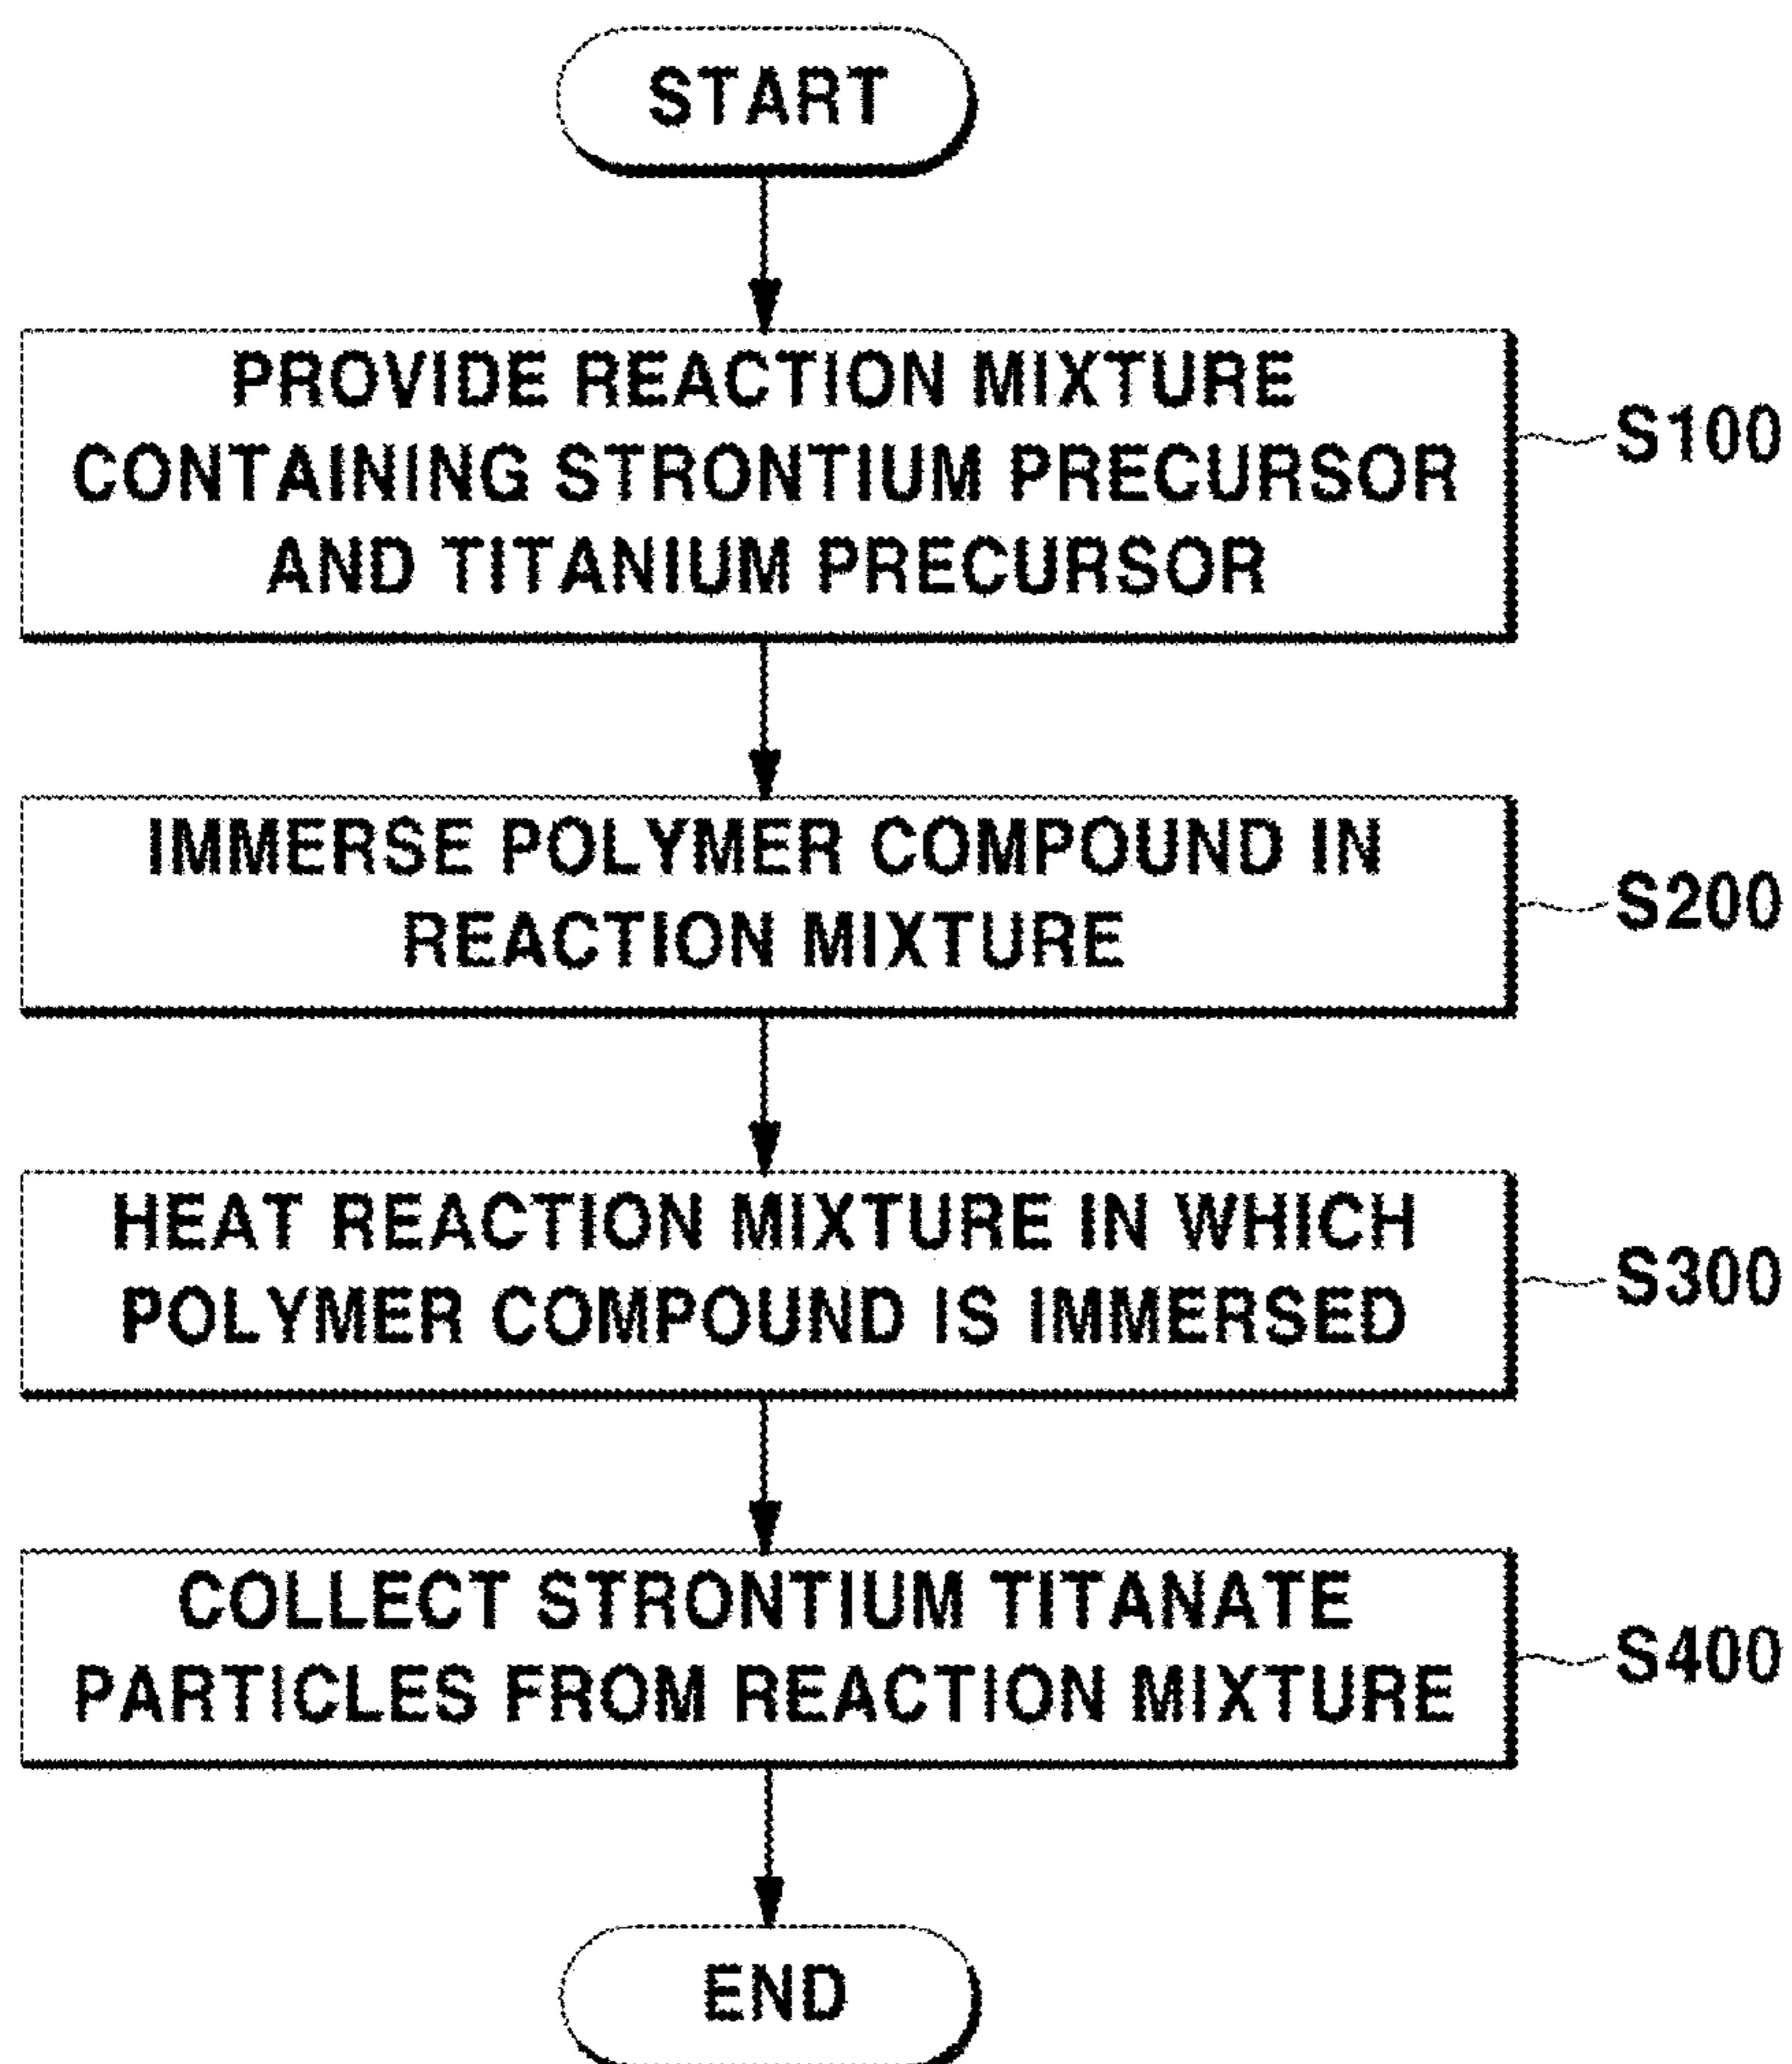 START
PROVIDE REACTION MIXTURE
CONTAINING STRONTIUM PRECURSOR
AND TITANIUM PRECURSOR
S100
IMMERSE POLYMER COMPOUND IN
REACTION MIXTURE
S200
HEAT REACTION MIXTURE IN WHICH
POLYMER COMPOUND IS IMMERSED
S300
COLLECT STRONTIUM TITANATE
PARTICLES FROM REACTION MIXTURE
S400
END